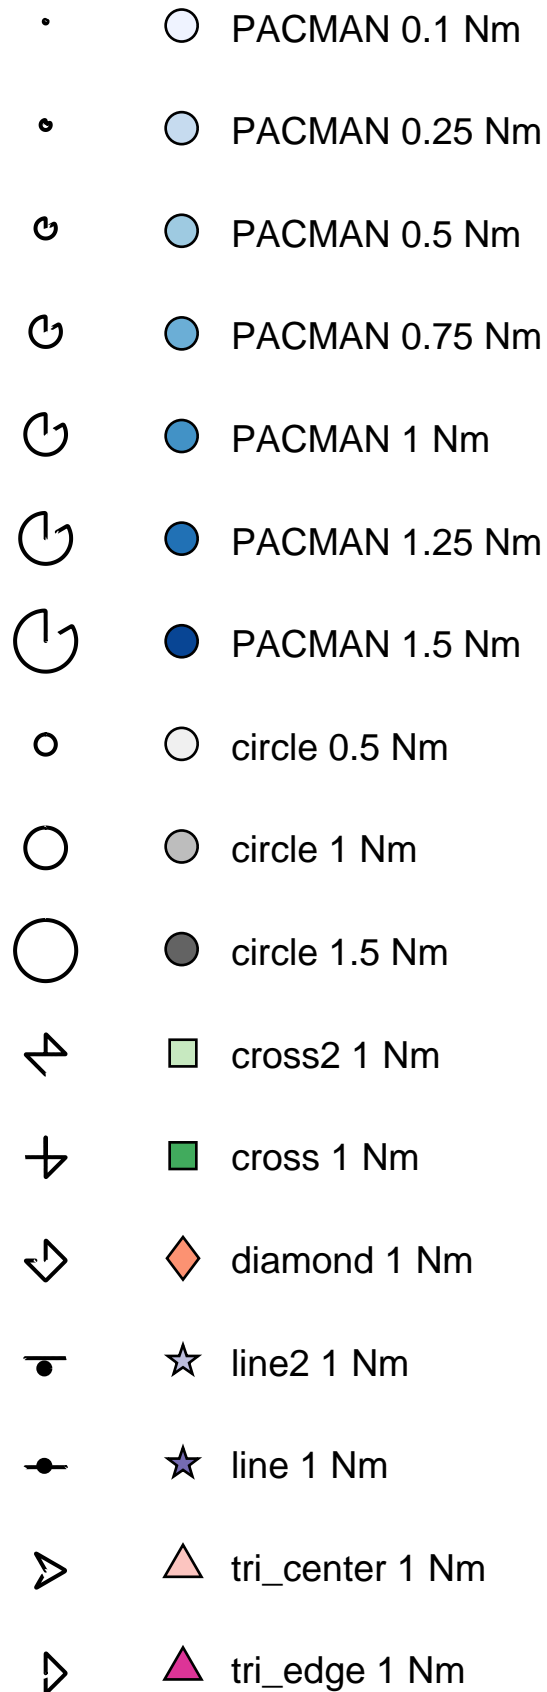 PACMAN 0.1 Nm
PACMAN 0.25 Nm
PACMAN 0.5 Nm
PACMAN 0.75 Nm
PACMAN 1 Nm
PACMAN 1.25 Nm
PACMAN 1.5 Nm
circle 0.5 Nm
circle 1 Nm
circle 1.5 Nm
cross2 1 Nm
cross 1 Nm
diamond 1 Nm
line2 1 Nm
line 1 Nm
tri_center 1 Nm
tri_edge 1 Nm